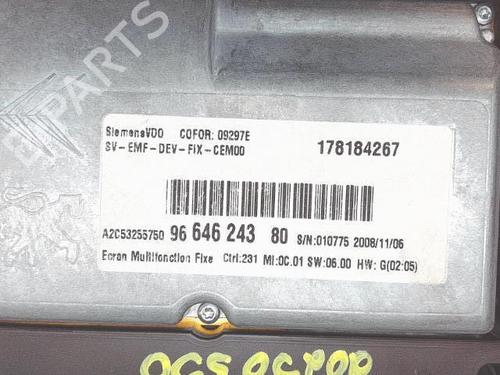 B PARTS
SiemensVDO COFOR: 09297E
SV-EMF-DEV-FIX-CEM00 178184267
A2C53255750 96 646 243 80 S/N:010775 2008/11/06
Ecran Multifonction Fixe Ctrl:231 MI:0C.01 SW:06.00 HW: G(02:05)